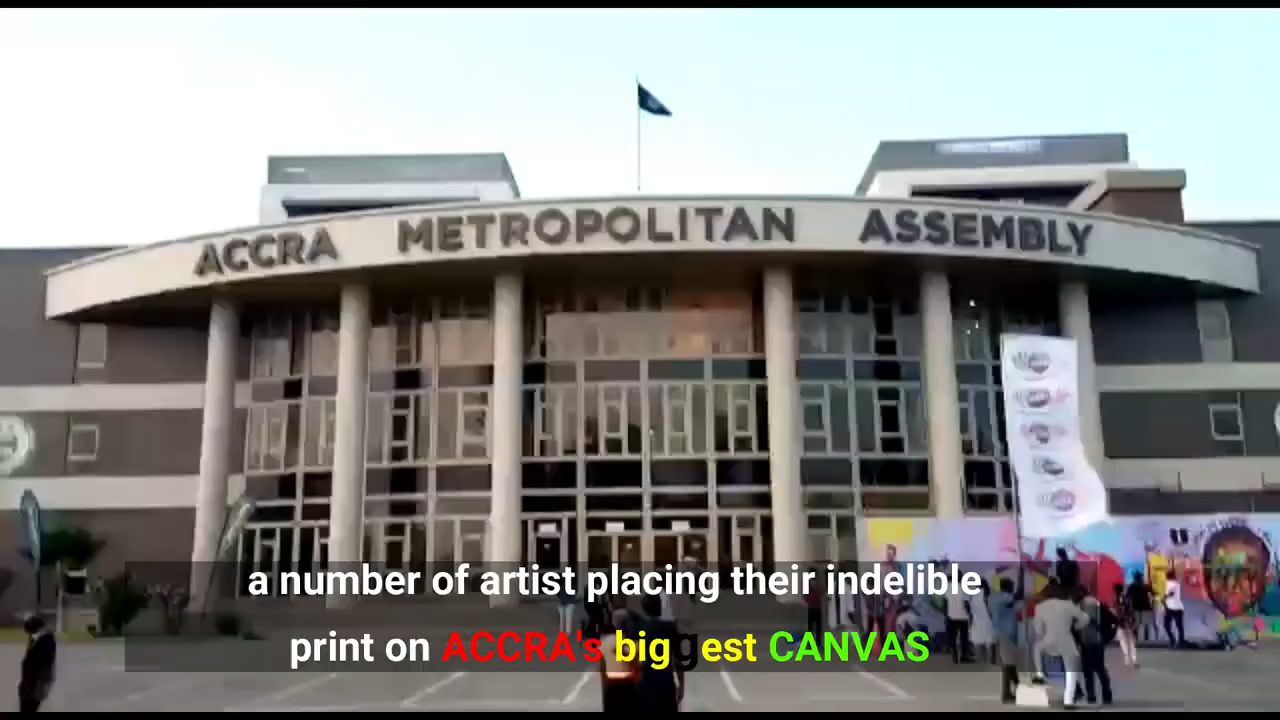 ACCRA METROPOLITAN ASSEMBLY
a number of artist placing their indelible
print on ACCRA's biggest CANVAS